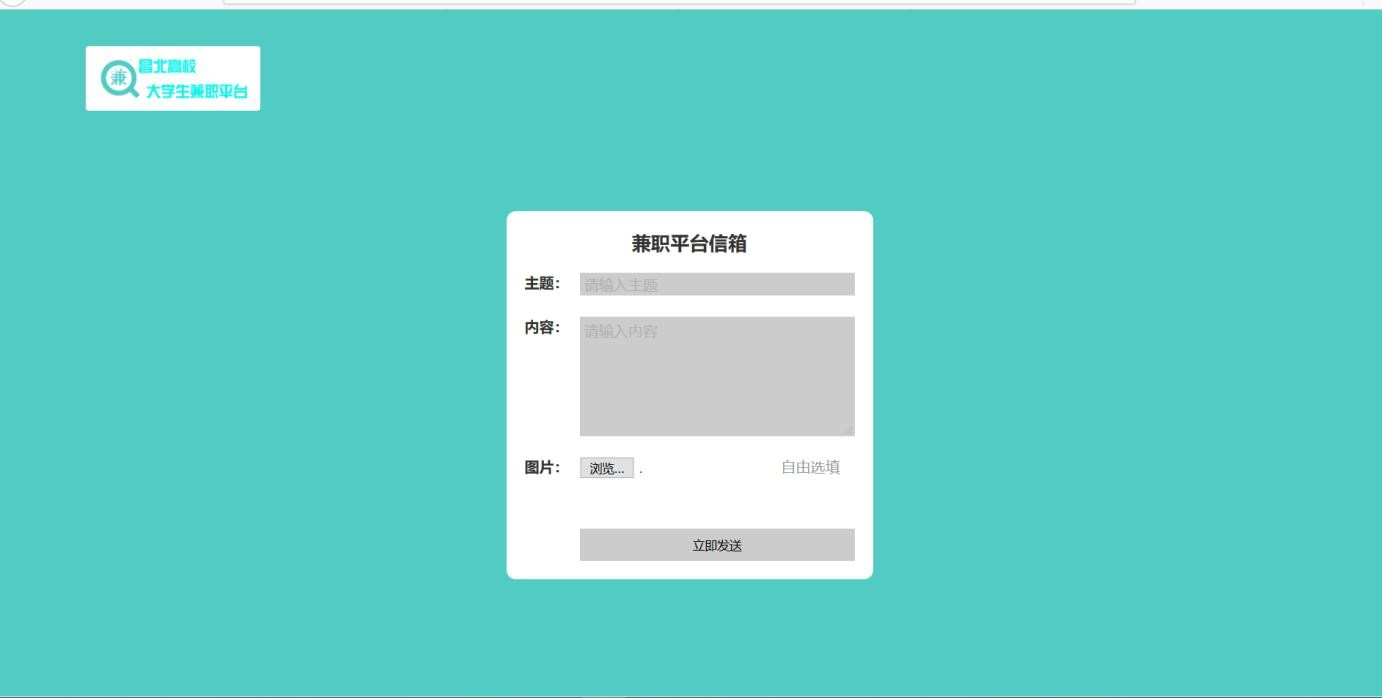 兼
昌北高校
大学生兼职平台
兼职平台信箱
主题： 请输入主题
内容： 请输入内容
图片： 浏览... . 自由选填
立即发送